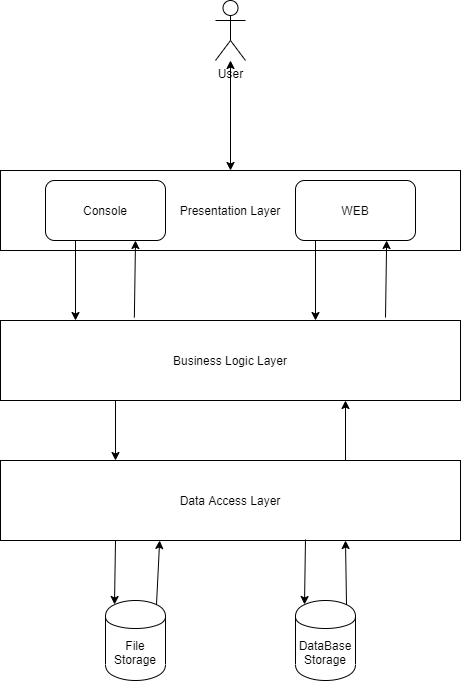 User
Console
Presentation Layer
WEB
Business Logic Layer
Data Access Layer
File
Storage
DataBase
Storage